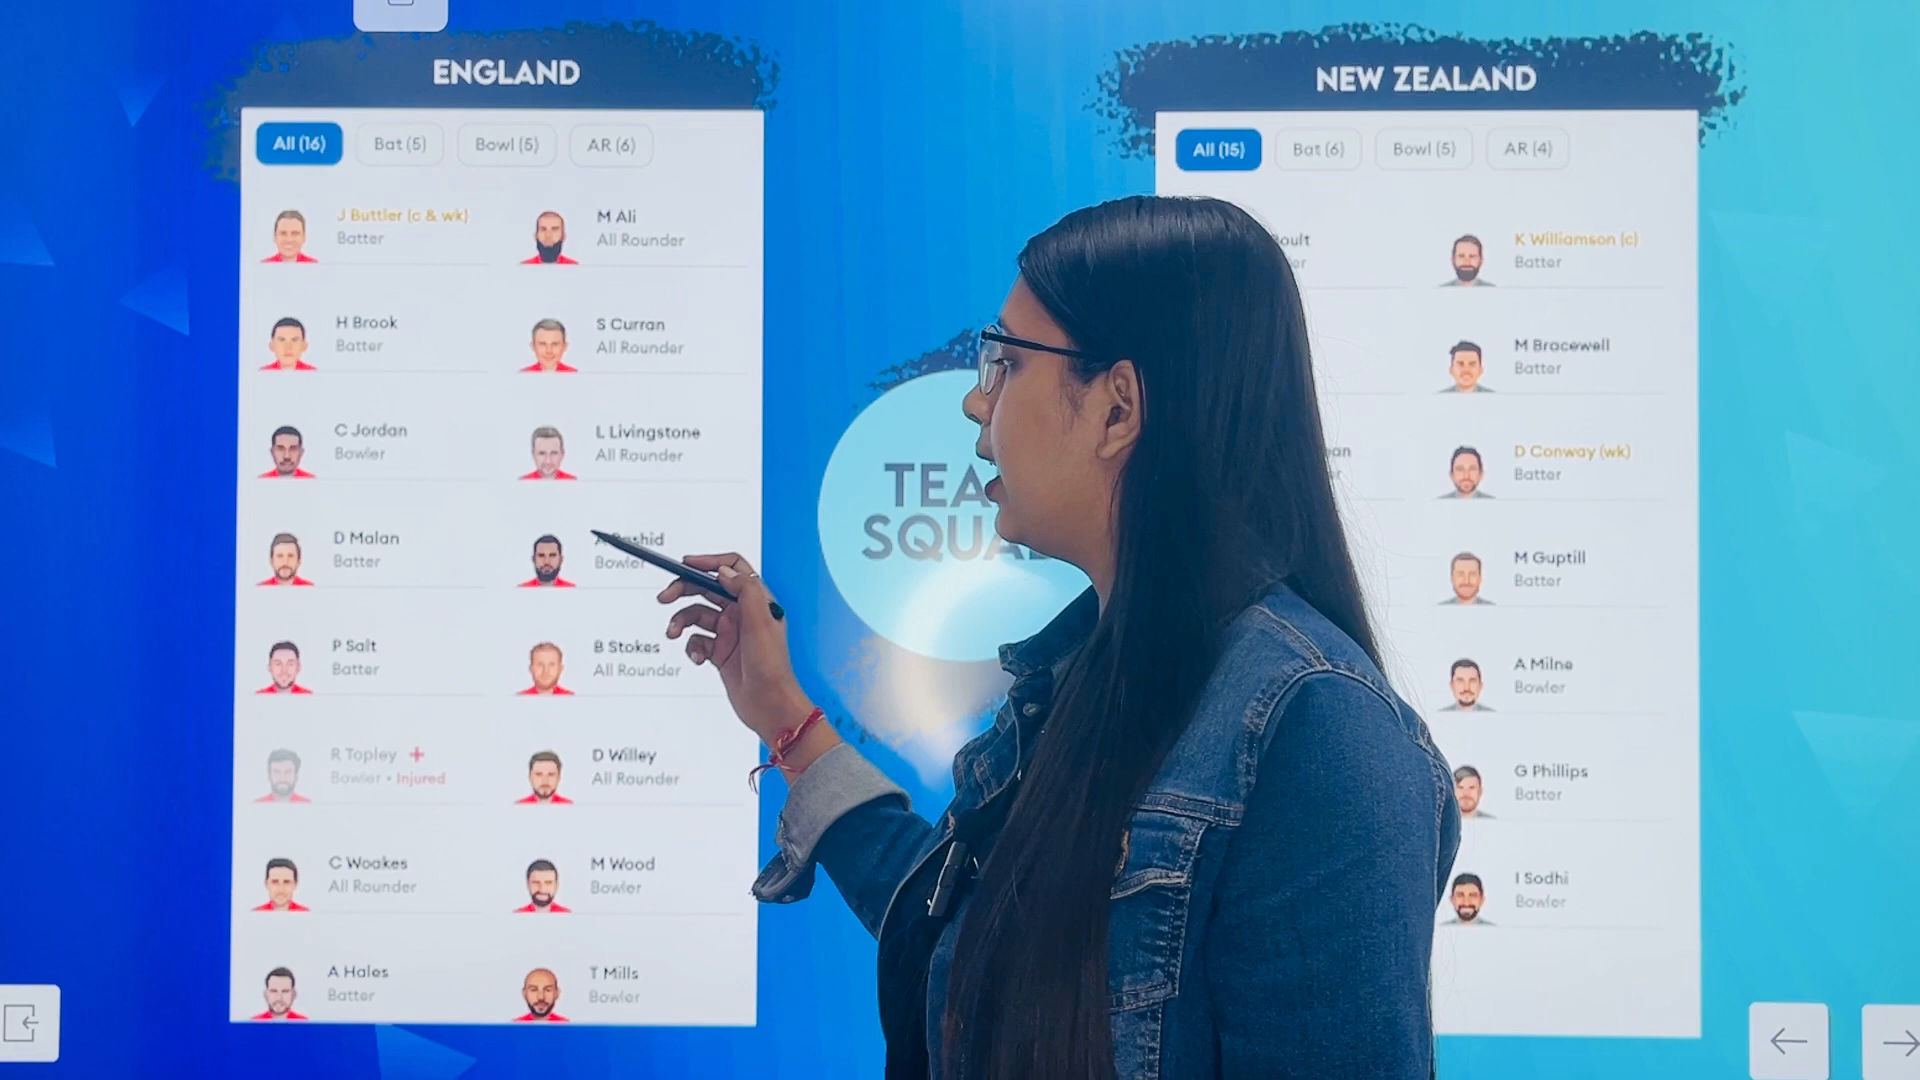 ENGLAND
All (16)
Bat (5)
Bowl (5)
AR (6)
J Buttler (c & wk)
Batter
M Ali
All Rounder
H Brook
Batter
S Curran
All Rounder
C Jordan
Bowler
L Livingstone
All Rounder
D Malan
Batter
Bowler
P Salt
Batter
B Stokes
All Rounder
R Topley
Bowler • Injured
D Willey
All Rounder
C Woakes
All Rounder
M Wood
Bowler
A Hales
Batter
T Mills
Bowler
NEW ZEALAND
All (15)
Bat (6)
Bowl (5)
AR (4)
K Williamson (c)
Batter
M Bracewell
Batter
D Conway (wk)
Batter
M Guptill
Batter
A Milne
Bowler
G Phillips
Batter
I Sodhi
Bowler